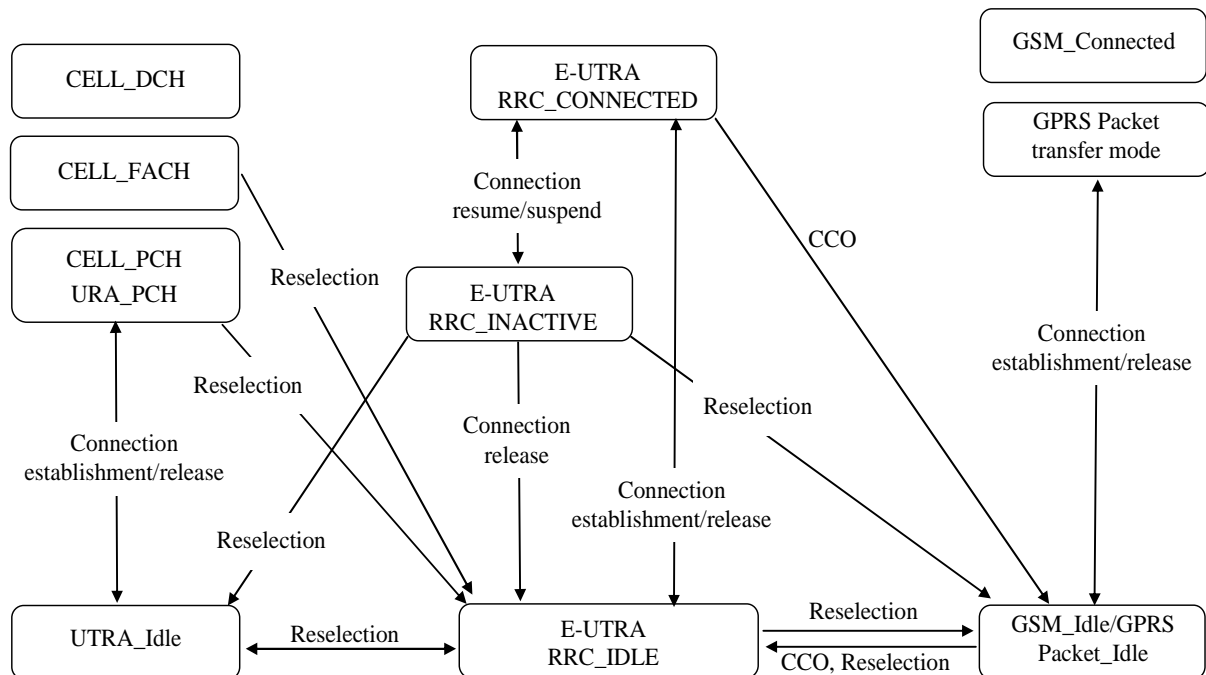 GSM_Connected
CELL_DCH
E-UTRA
RRC_CONNECTED
GPRS Packet
transfer mode
CELL_FACH
Connection
resume/suspend
CCO
CELL_PCH
URA_PCH
Reselection
E-UTRA
RRC_INACTIVE
Connection
establishment/release
Reselection
Reselection
Connection
establishment/release
Connection
release
Connection
establishment/release
Reselection
UTRA_Idle
Reselection
E-UTRA
RRC_IDLE
Reselection
CCO, Reselection
GSM_Idle/GPRS
Packet_Idle